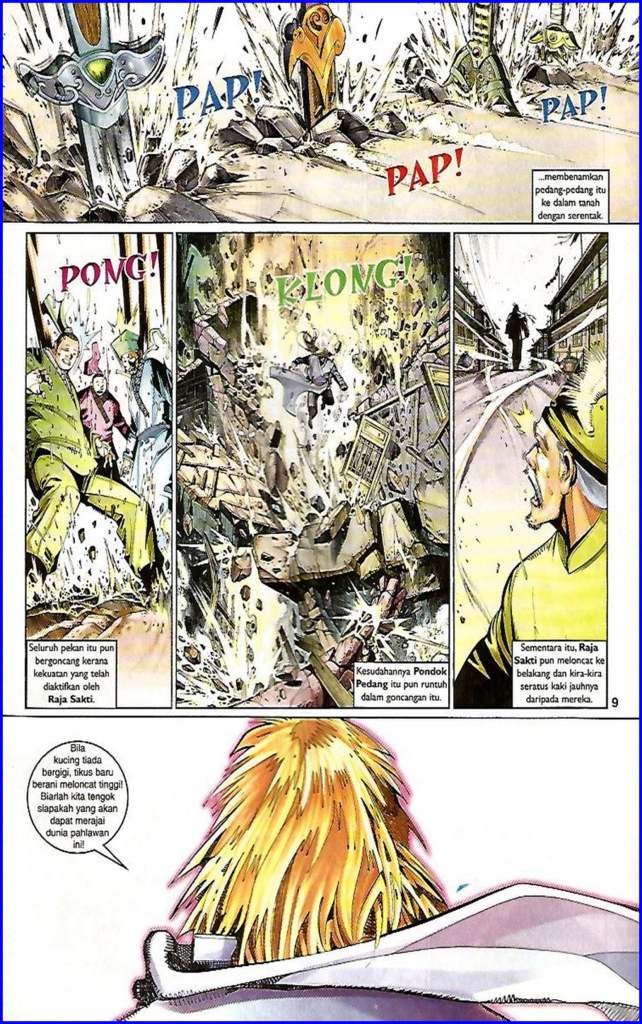 PAP!
PAP!
PAP!
...membenamkan
pedang-pedang itu
ke dalam tanah
dengan serentak.
PONG!
Seluruh pekan itu pun
bergoncang kerana
kekuatan yang telah
diaktifkan oleh
Raja Sakti.
KLONG!
Kesudahannya Pondok
Pedang itu pun runtuh
dalam goncangan itu.
Sementara itu, Raja
Sakti pun meloncat ke
belakang dan kira-kira
seratus kaki jauhnya
daripada mereka.
9
Bila
kucing tiada
bergigi, tikus baru
berani meloncat tinggi!
Biarlah kita tengok
siapakah yang akan
dapat merajai
dunia pahlawan
ini!